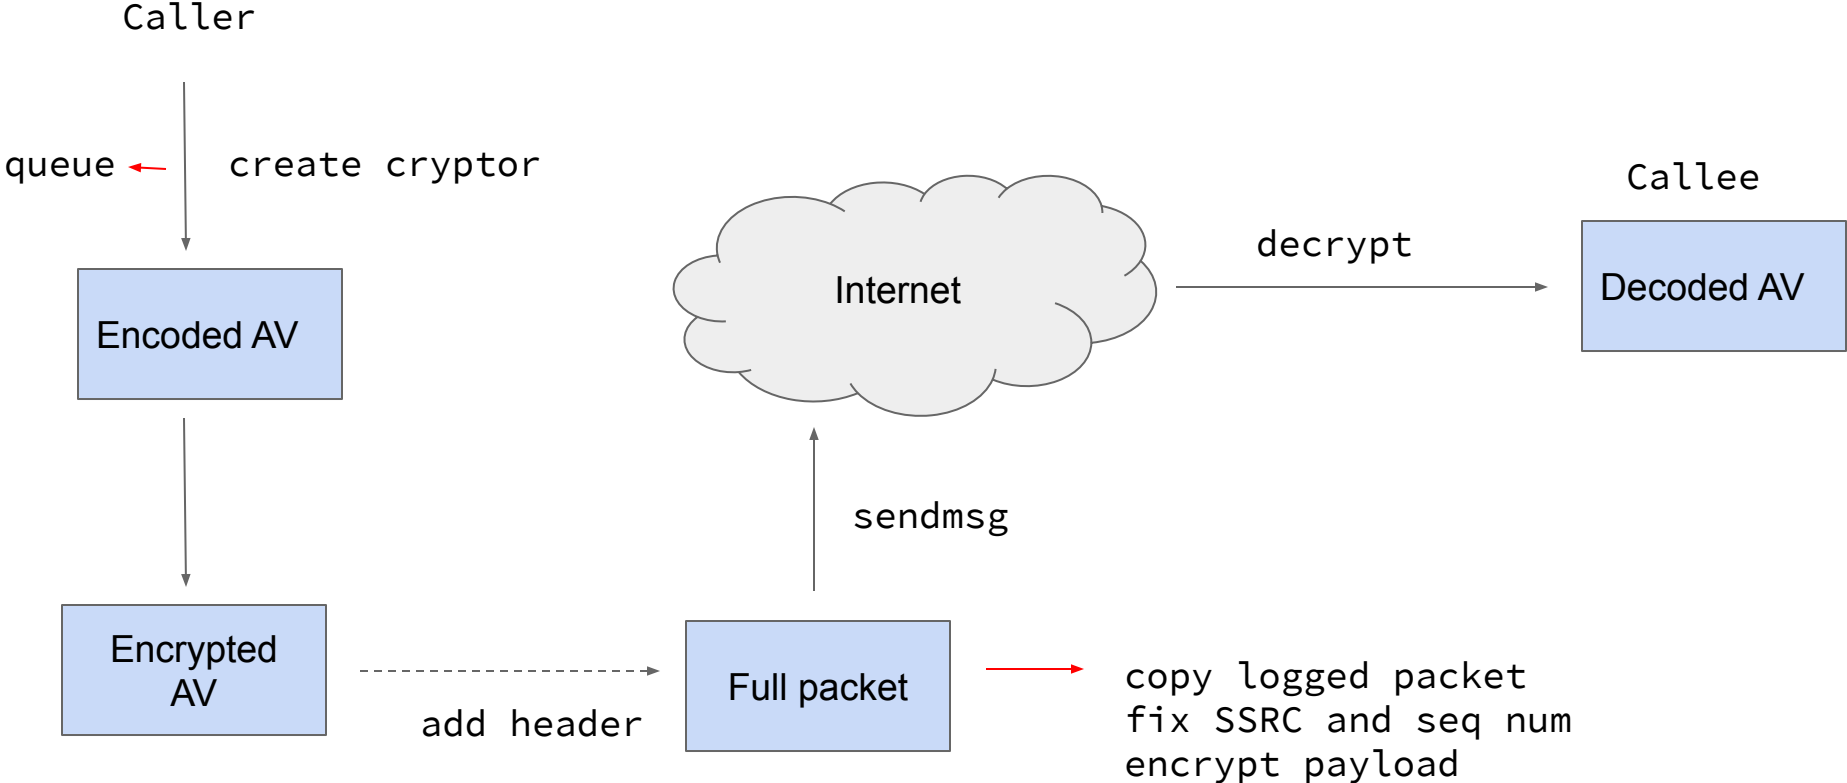 Caller
queue
create cryptor
Encoded AV
Encrypted
AV
add header
Full packet
copy logged packet
fix SSRC and seq num
encrypt payload
sendmsg
Internet
decrypt
Callee
Decoded AV